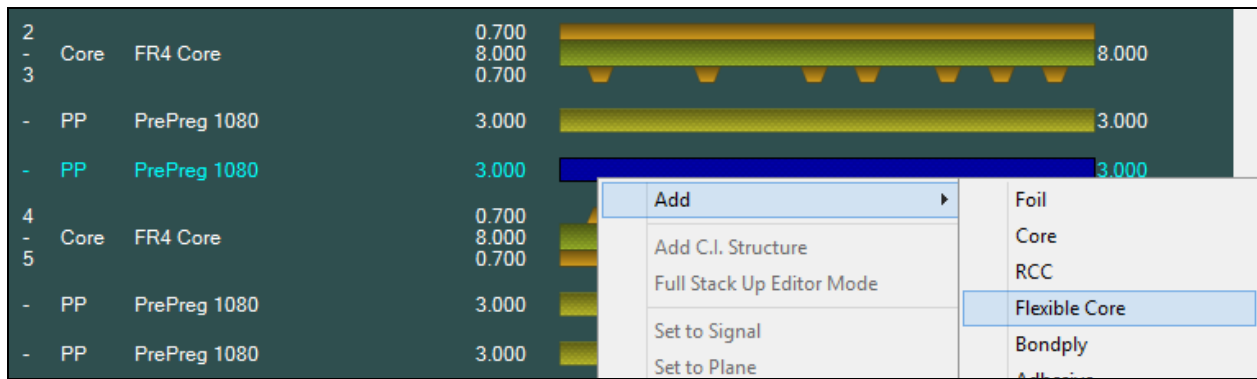 2 0.700
- Core FR4 Core 8.000 8.000
3 0.700
- PP PrePreg 1080 3.000 3.000
- PP PrePreg 1080 3.000 3.000
4 0.700
- Core FR4 Core 8.000
5 0.700
- PP PrePreg 1080 3.000
- PP PrePreg 1080 3.000
Add
Add C.I. Structure
Full Stack Up Editor Mode
Set to Signal
Set to Plane
Foil
Core
RCC
Flexible Core
Bondply